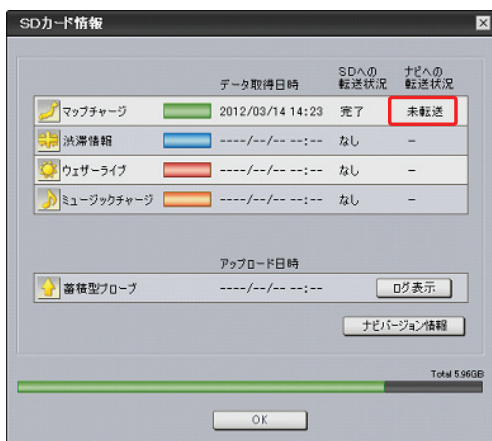 SDカード情報
データ取得日時 SDへの転送状況 ナビへの転送状況
マップチャージ 2012/03/14 14:23 完了 未転送
渋滞情報 ----/--/-- --:-- なし −
ウェザーライブ ----/--/-- --:-- なし −
ミュージックチャージ ----/--/-- --:-- なし −
アップロード日時
蓄積型プローブ ----/--/-- --:-- ログ表示
ナビバージョン情報
Total 5.96GB
OK